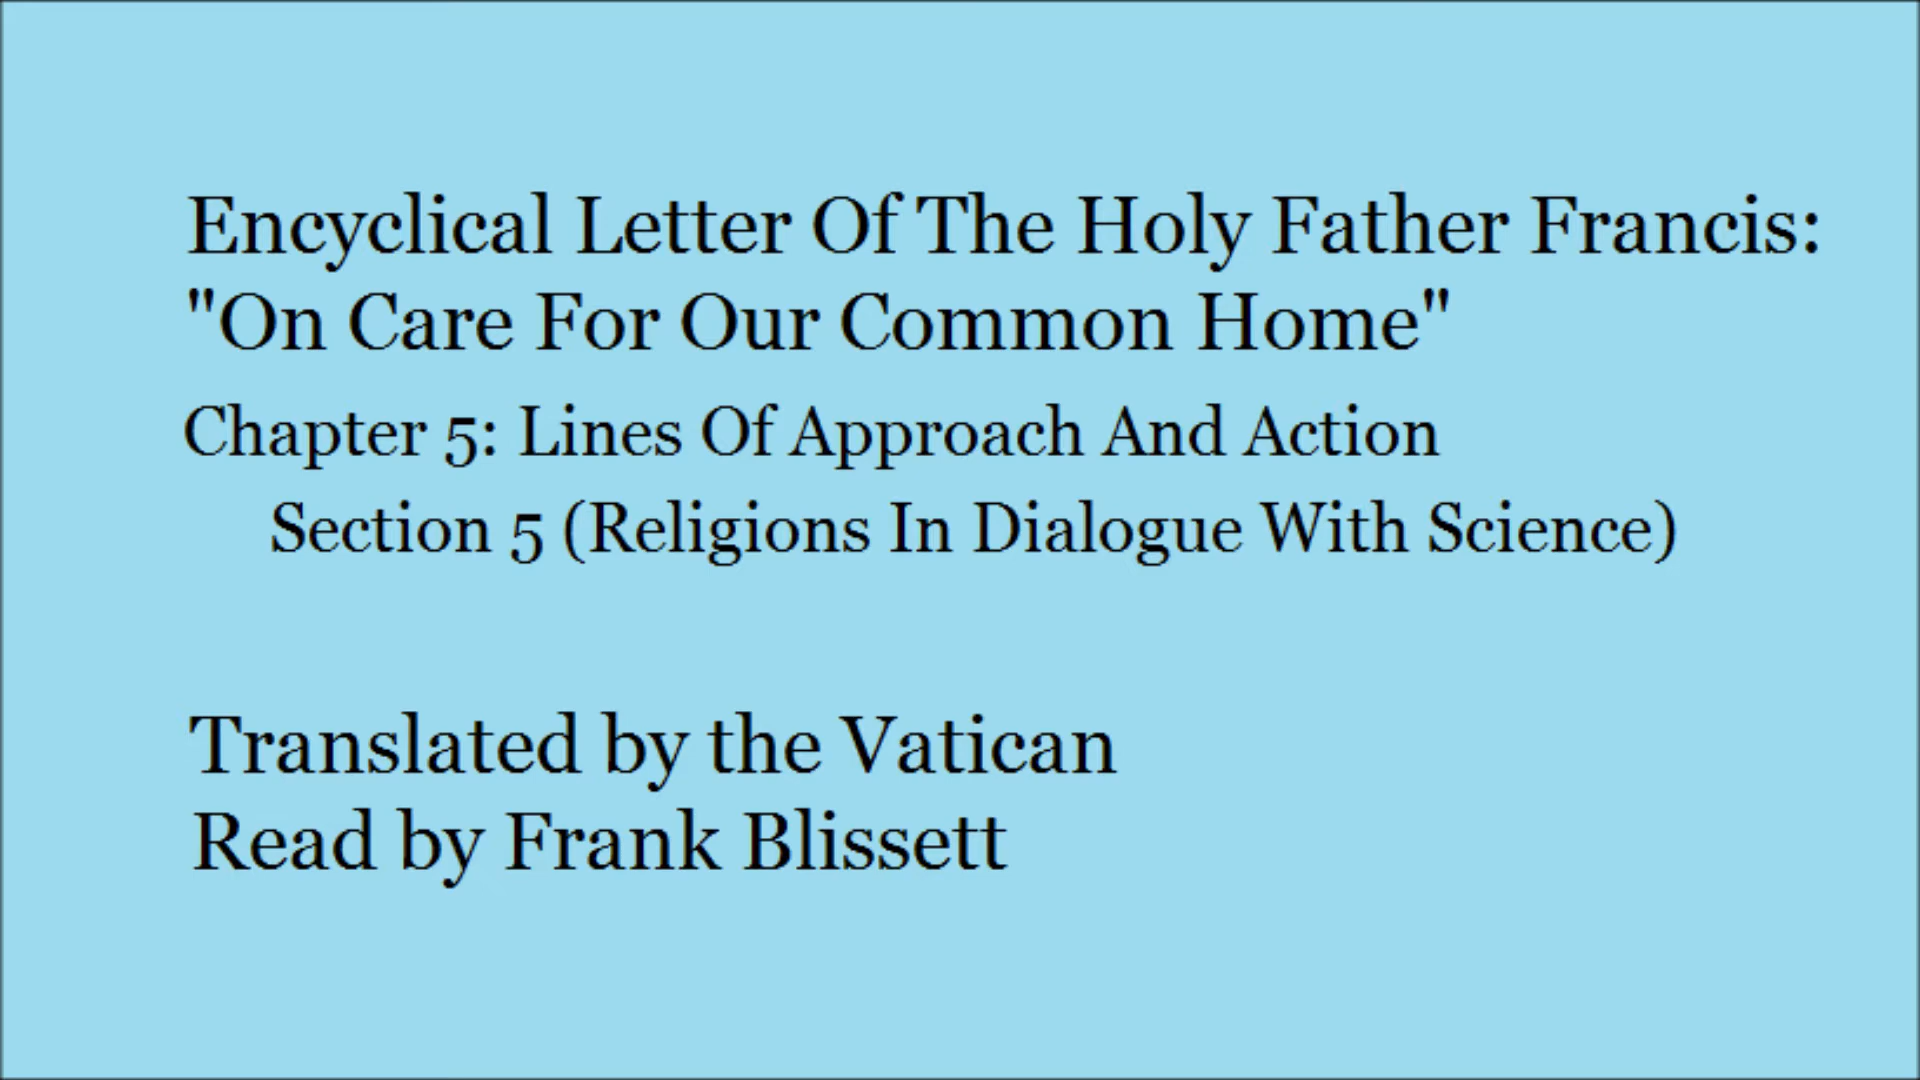 Encyclical Letter Of The Holy Father Francis:
"On Care For Our Common Home"
Chapter 5: Lines Of Approach And Action
Section 5 (Religions In Dialogue With Science)
Translated by the Vatican
Read by Frank Blissett